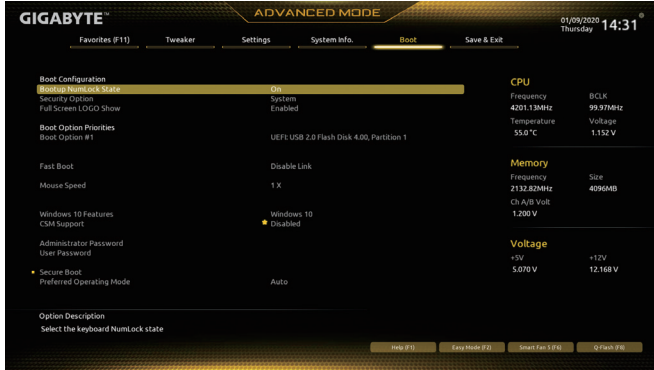 GIGABYTE™
ADVANCED MODE
01/09/2020
Thursday
14:31
Favorites (F11) Tweaker Settings System Info. Boot Save & Exit
Boot Configuration
Bootup NumLock State On
Security Option System
Full Screen LOGO Show Enabled
Boot Option Priorities
Boot Option #1 UEFI: USB 2.0 Flash Disk 4.00, Partition 1
Fast Boot Disable Link
Mouse Speed 1 X
Windows 10 Features Windows 10
CSM Support Disabled
Administrator Password
User Password
Secure Boot
Preferred Operating Mode Auto
Option Description
Select the keyboard NumLock state
CPU
Frequency BCLK
4201.13MHz 99.97MHz
Temperature Voltage
55.0 °C 1.152 V
Memory
Frequency Size
2132.82MHz 4096MB
Ch A/B Volt
1.200 V
Voltage
+5V +12V
5.070 V 12.168 V
Help (F1) Easy Mode (F2) Smart Fan 5 (F6) Q-Flash (F8)